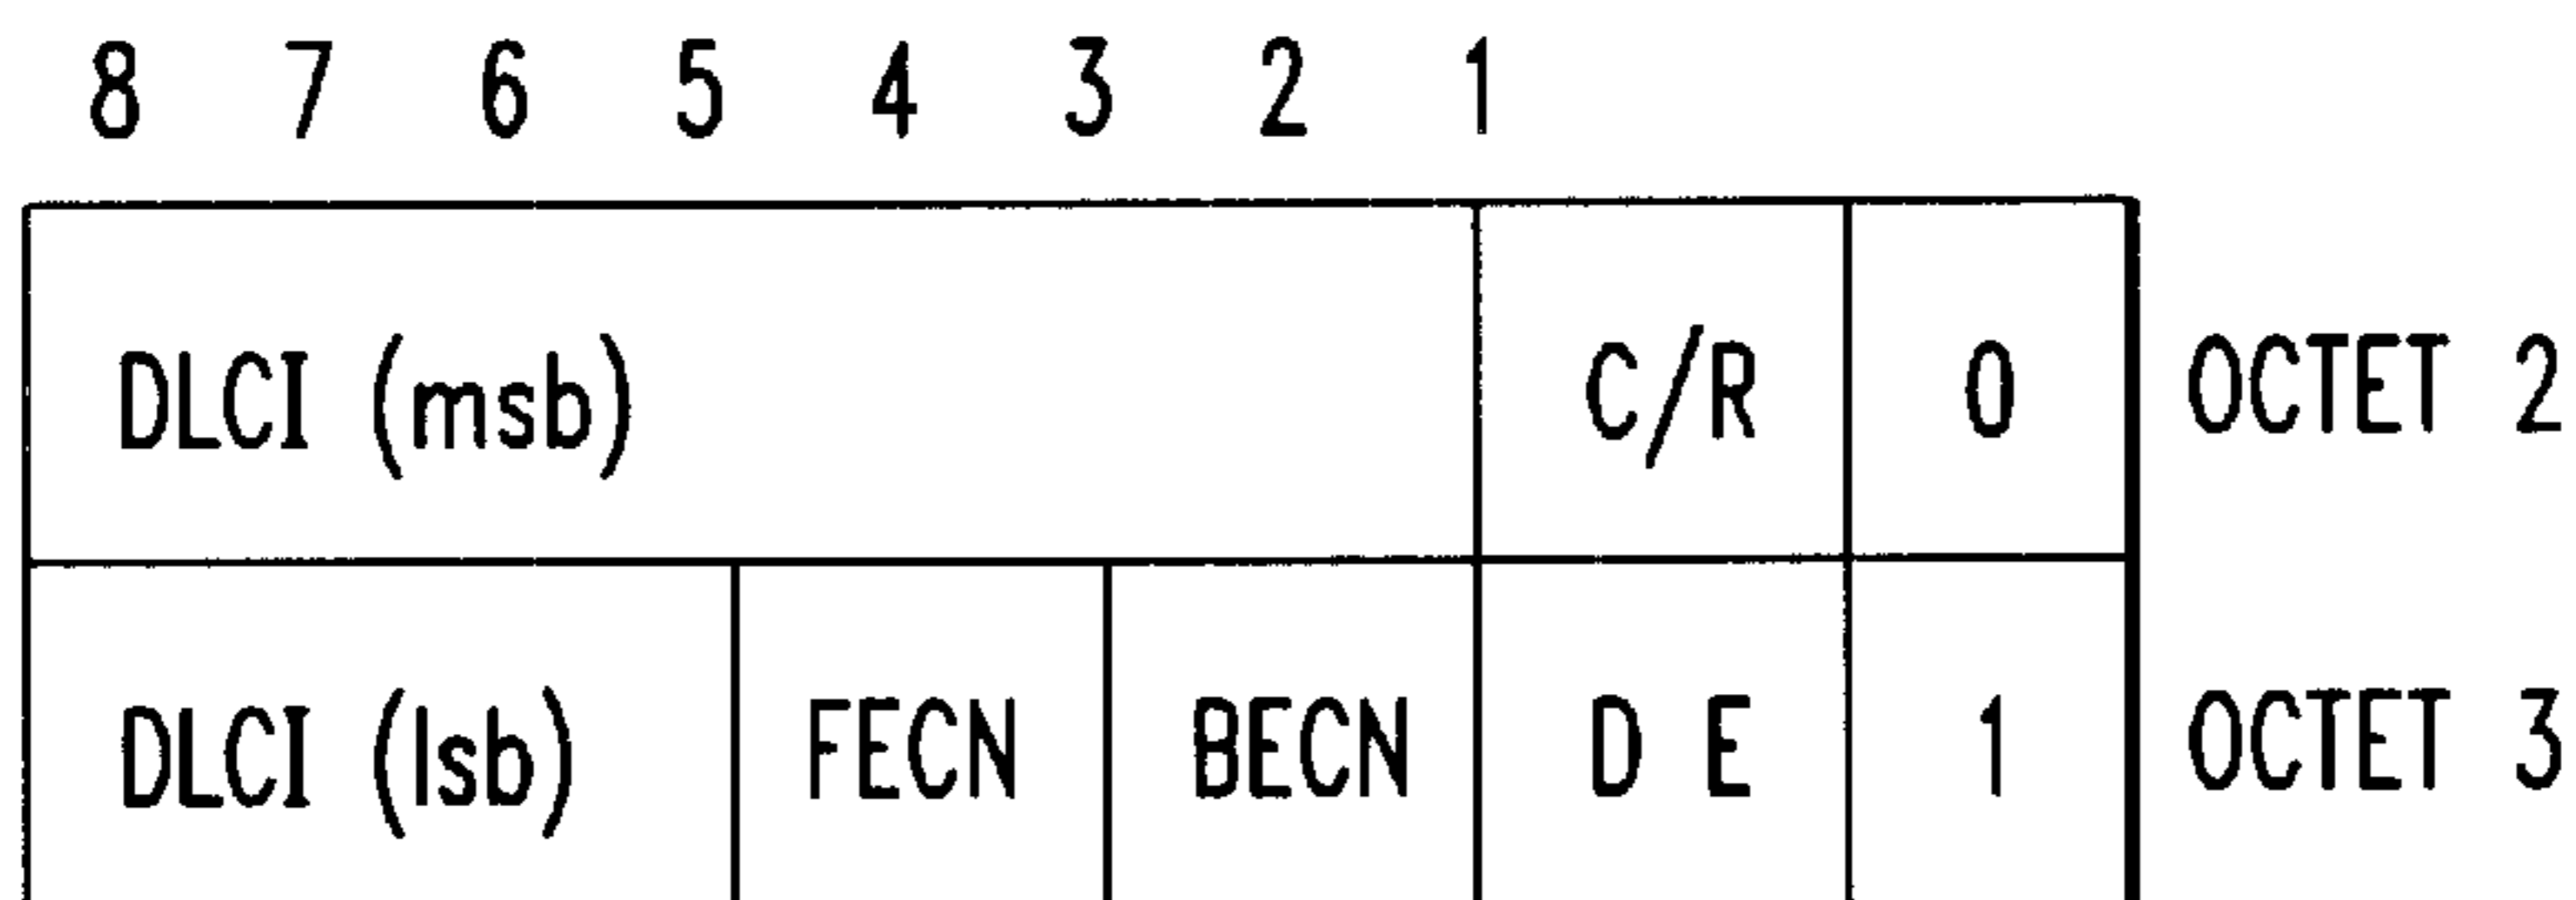 8 7 6 5 4 3 2 1
DLCI (msb) C/R 0 OCTET 2
DLCI (lsb) FECN BECN D E 1 OCTET 3